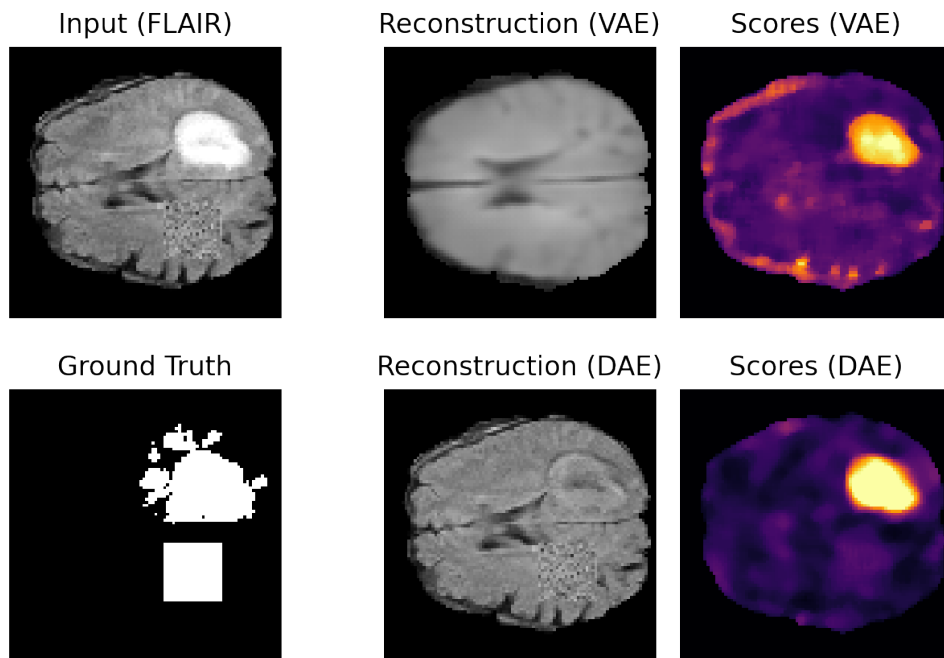 Input (FLAIR)
Reconstruction (VAE)
Scores (VAE)
Ground Truth
Reconstruction (DAE)
Scores (DAE)